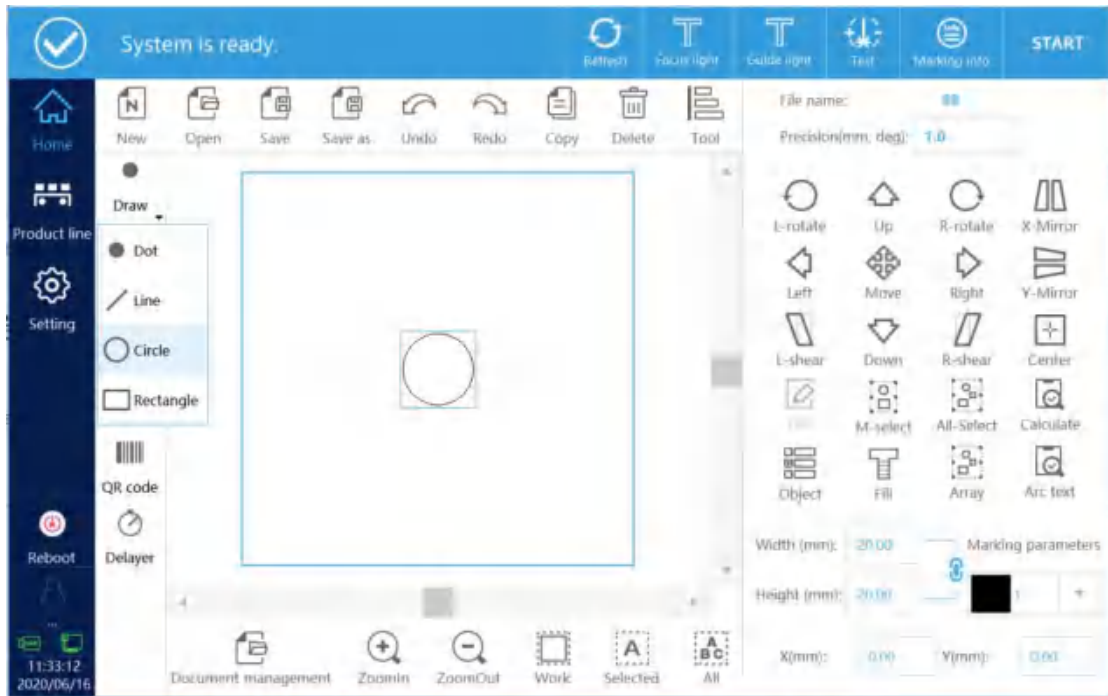 System is ready.
Refresh
Focus light
Guide light
Test
Marking info
START
Home
Product line
Setting
Reboot
...
11:33:12
2020/06/16
New
Open
Save
Save as
Undo
Redo
Copy
Delete
Tool
Draw
Dot
Line
Circle
Rectangle
QR code
Delayer
Document management
ZoomIn
ZoomOut
Work
Selected
All
File name:
Precision(mm, deg): 1.0
L-rotate
Up
R-rotate
X-Mirror
Left
Move
Right
Y-Mirror
L-shear
Down
R-shear
Center
M-select
All-Select
Calculate
Object
Fill
Array
Arc text
Width (mm): 20.00
Marking parameters
Height (mm): 20.00
1
X(mm): 0.00
Y(mm): 0.00